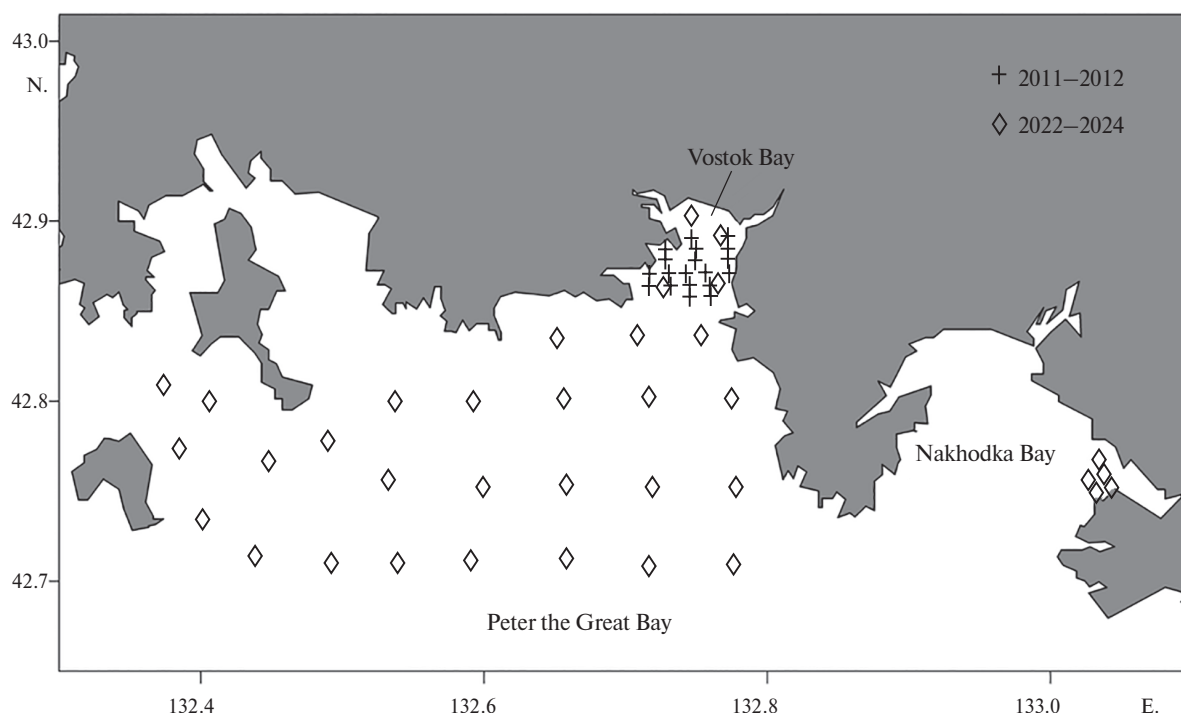 43.0
N.
2011–2012
2022–2024
Vostok Bay
42.9
42.8
Nakhodka Bay
42.7
Peter the Great Bay
132.4
132.6
132.8
133.0
E.